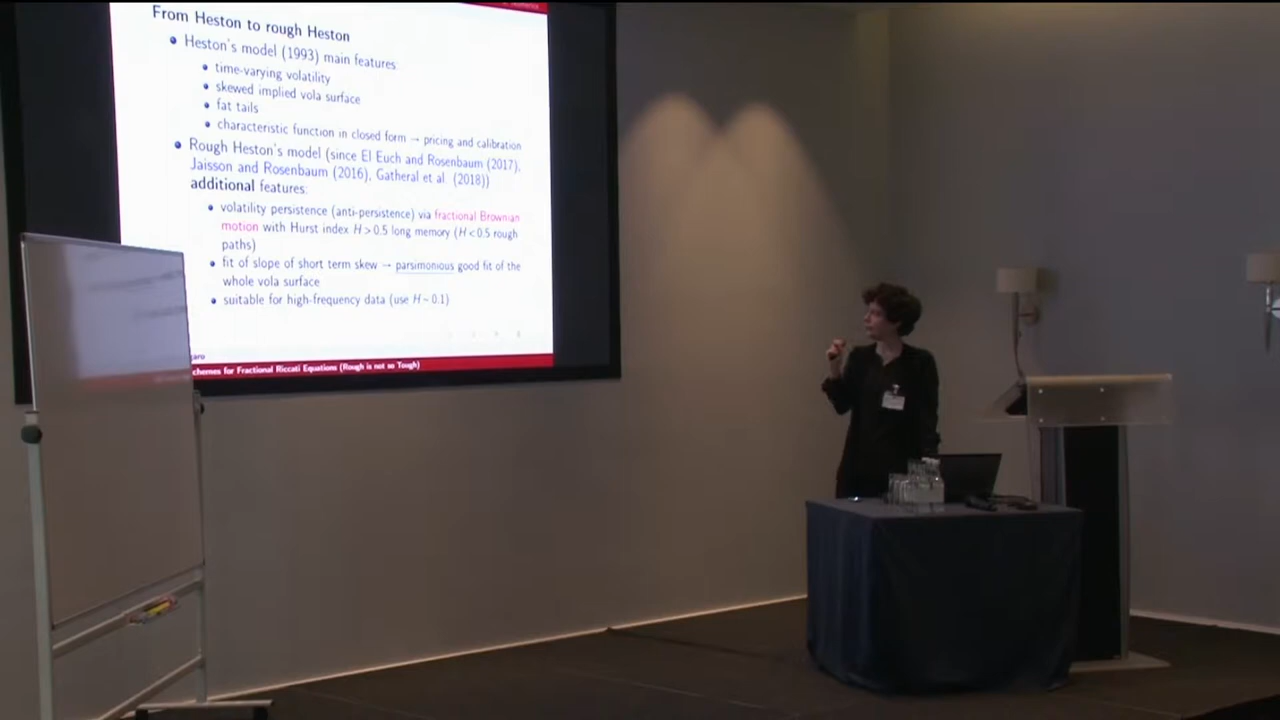 From Heston to rough Heston
Heston's model (1993) main features:
time-varying volatility
skewed implied vola surface
fat tails
characteristic function in closed form → pricing and calibration
Rough Heston's model (since El Euch and Rosenbaum (2017),
Jaisson and Rosenbaum (2016), Gatheral et al. (2018))
additional features:
volatility persistence (anti-persistence) via fractional Brownian
motion with Hurst index H > 0.5 long memory (H < 0.5 rough
paths)
fit of slope of short term skew → parsimonious good fit of the
whole vola surface
suitable for high-frequency data (use H ~ 0.1)
aro
chemes for Fractional Riccati Equations (Rough is not so Tough)